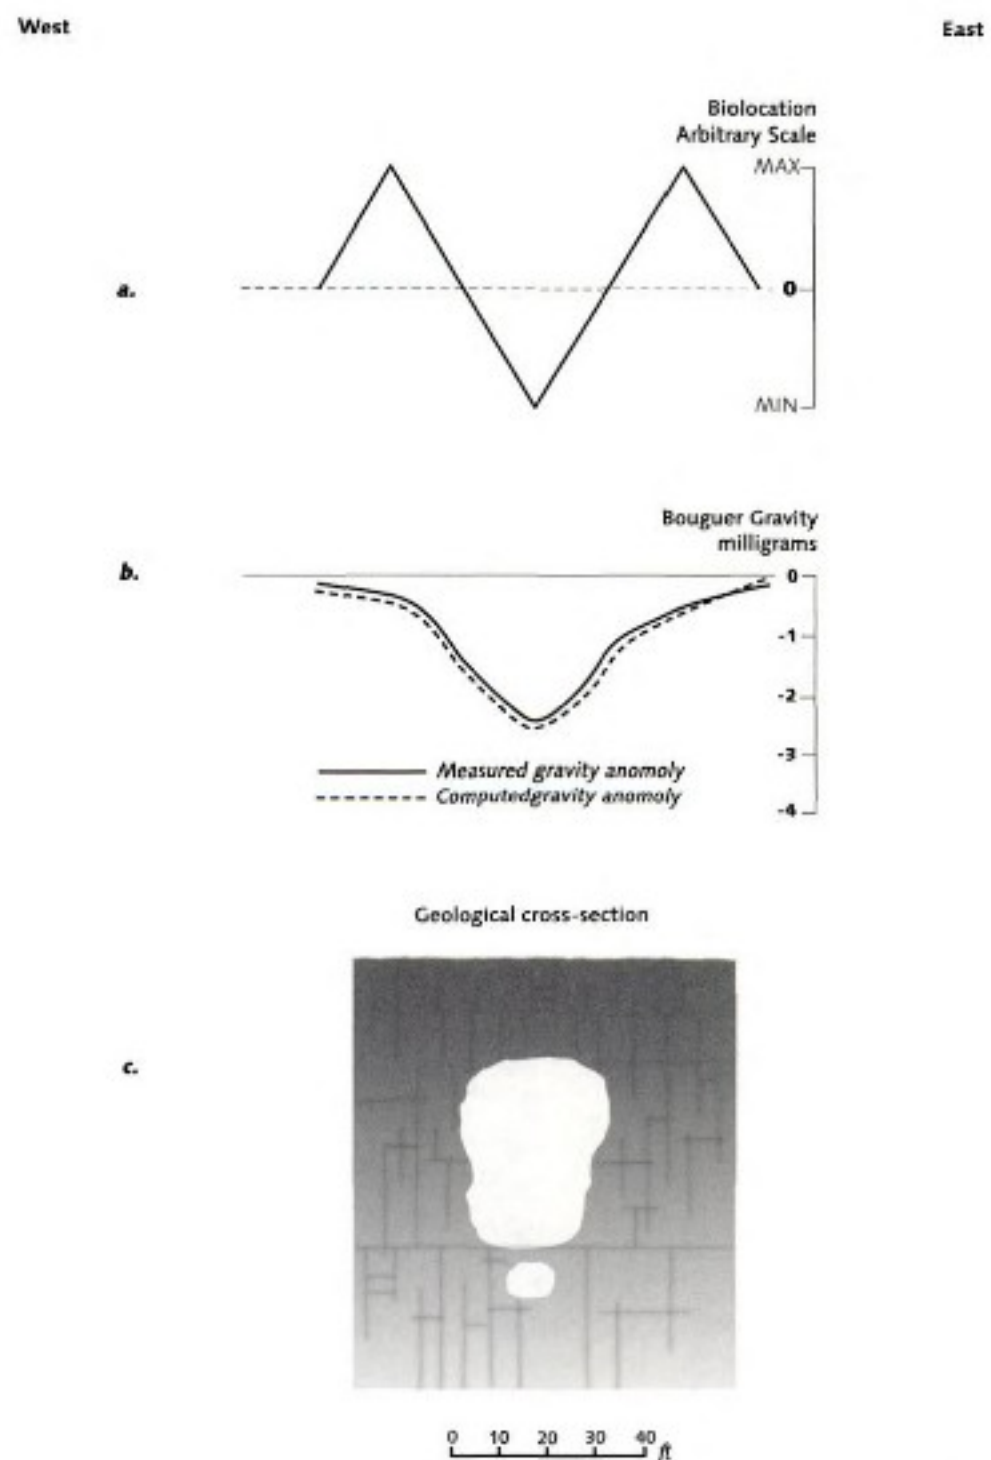 West
East
Biolocation
Arbitrary Scale
MAX
a.
0
MIN
Bouguer Gravity
milligrams
b.
0
-1
-2
-3
Measured gravity anomoly
Computedgravity anomoly
-4
Geological cross-section
c.
0 10 20 30 40 ft